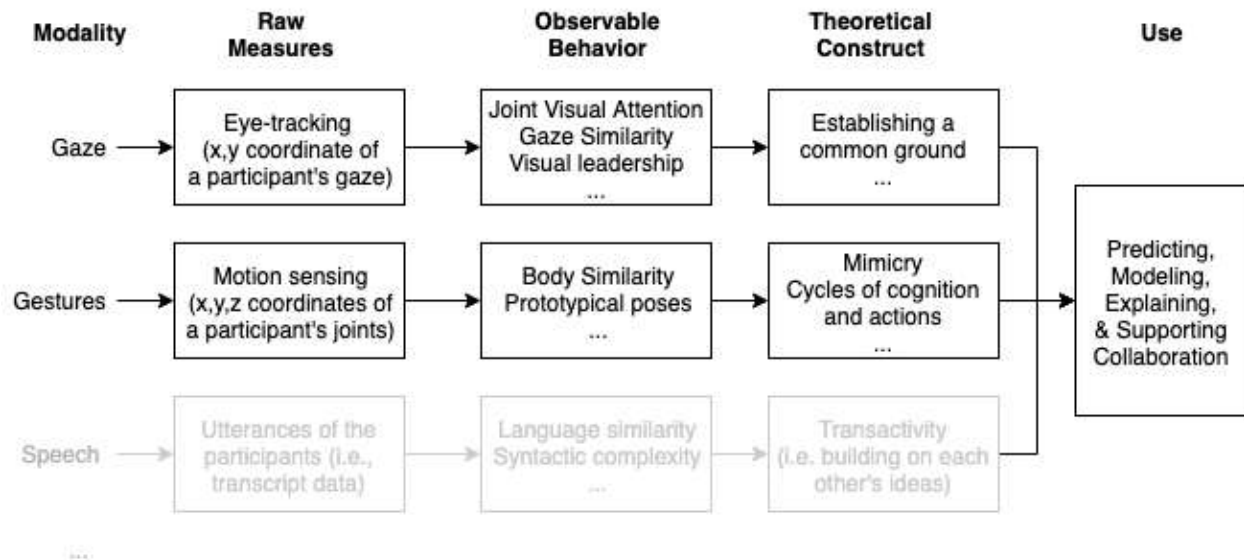 Modality
Raw
Measures
Observable
Behavior
Theoretical
Construct
Use
Gaze
Eye-tracking
(x,y coordinate of
a participant's gaze)
Joint Visual Attention
Gaze Similarity
Visual leadership
...
Establishing a
common ground
...
Gestures
Motion sensing
(x,y,z coordinates of
a participant's joints)
Body Similarity
Prototypical poses
...
Mimicry
Cycles of cognition
and actions
...
Predicting,
Modeling,
Explaining,
& Supporting
Collaboration
Speech
Utterances of the
participants (i.e.,
transcript data)
Language similarity
Syntactic complexity
...
Transactivity
(i.e. building on each
other's ideas)
...